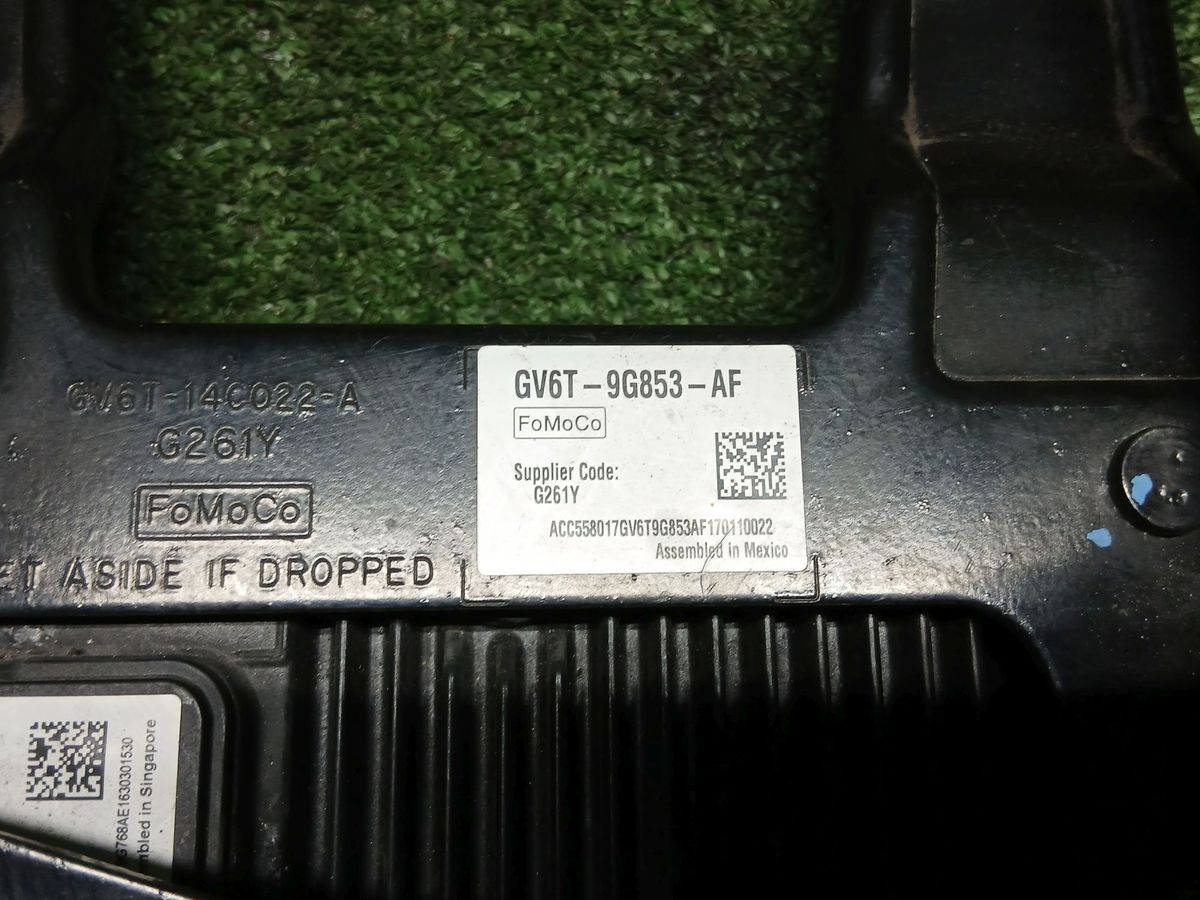 GV6T-14C022-A
G261Y
FoMoCo
ET ASIDE IF DROPPED
GV6T-9G853-AF
FoMoCo
Supplier Code:
G261Y
ACC558017GV6T9G853AF170110022
Assembled in Mexico
G768AE1630301530
mbled in Singapore